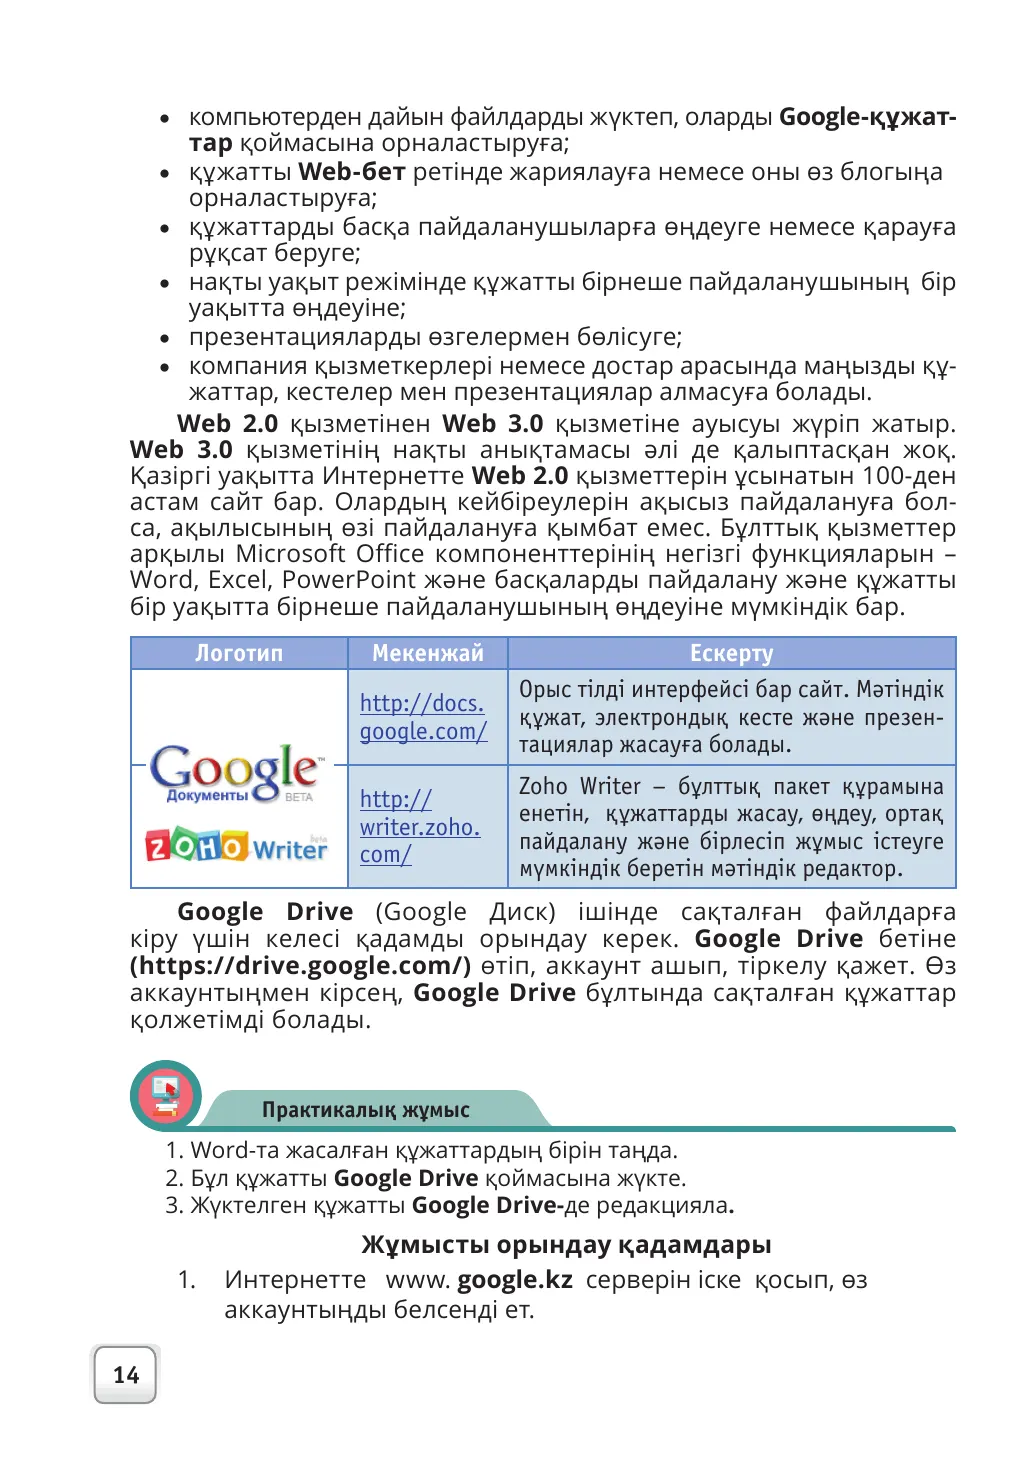 • компьютерден дайын файлдарды жүктеп, оларды Google-құжат-
тар қоймасына орналастыруға;
• құжатты Web-бет ретінде жариялауға немесе оны өз блогыңа
орналастыруға;
• құжаттарды басқа пайдаланушыларға өңдеуге немесе қарауға
рұқсат беруге;
• нақты уақыт режімінде құжатты бірнеше пайдаланушының бір
уақытта өңдеуіне;
• презентацияларды өзгелермен бөлісуге;
• компания қызметкерлері немесе достар арасында маңызды құ-
жаттар, кестелер мен презентациялар алмасуға болады.
Web 2.0 қызметінен Web 3.0 қызметіне ауысуы жүріп жатыр.
Web 3.0 қызметінің нақты анықтамасы әлі де қалыптасқан жоқ.
Қазіргі уақытта Интернетте Web 2.0 қызметтерін ұсынатын 100-ден
астам сайт бар. Олардың кейбіреулерін ақысыз пайдалануға бол-
са, ақылысының өзі пайдалануға қымбат емес. Бұлттық қызметтер
арқылы Microsoft Office компоненттерінің негізгі функцияларын –
Word, Excel, PowerPoint және басқаларды пайдалану және құжатты
бір уақытта бірнеше пайдаланушының өңдеуіне мүмкіндік бар.
Логотип Мекенжай Ескерту
Google™
Документы BETA
http://docs.
google.com/
Орыс тілді интерфейсі бар сайт. Мәтіндік
құжат, электрондық кесте және презен-
тациялар жасауға болады.
ZOHO Writer beta
http://
writer.zoho.
com/
Zoho Writer – бұлттық пакет құрамына
енетін, құжаттарды жасау, өңдеу, ортақ
пайдалану және бірлесіп жұмыс істеуге
мүмкіндік беретін мәтіндік редактор.
Google Drive (Google Диск) ішінде сақталған файлдарға
кіру үшін келесі қадамды орындау керек. Google Drive бетіне
(https://drive.google.com/) өтіп, аккаунт ашып, тіркелу қажет. Өз
аккаунтыңмен кірсең, Google Drive бұлтында сақталған құжаттар
қолжетімді болады.
Практикалық жұмыс
1. Word-та жасалған құжаттардың бірін таңда.
2. Бұл құжатты Google Drive қоймасына жүкте.
3. Жүктелген құжатты Google Drive-де редакцияла.
Жұмысты орындау қадамдары
1. Интернетте www. google.kz серверін іске қосып, өз
аккаунтыңды белсенді ет.
14